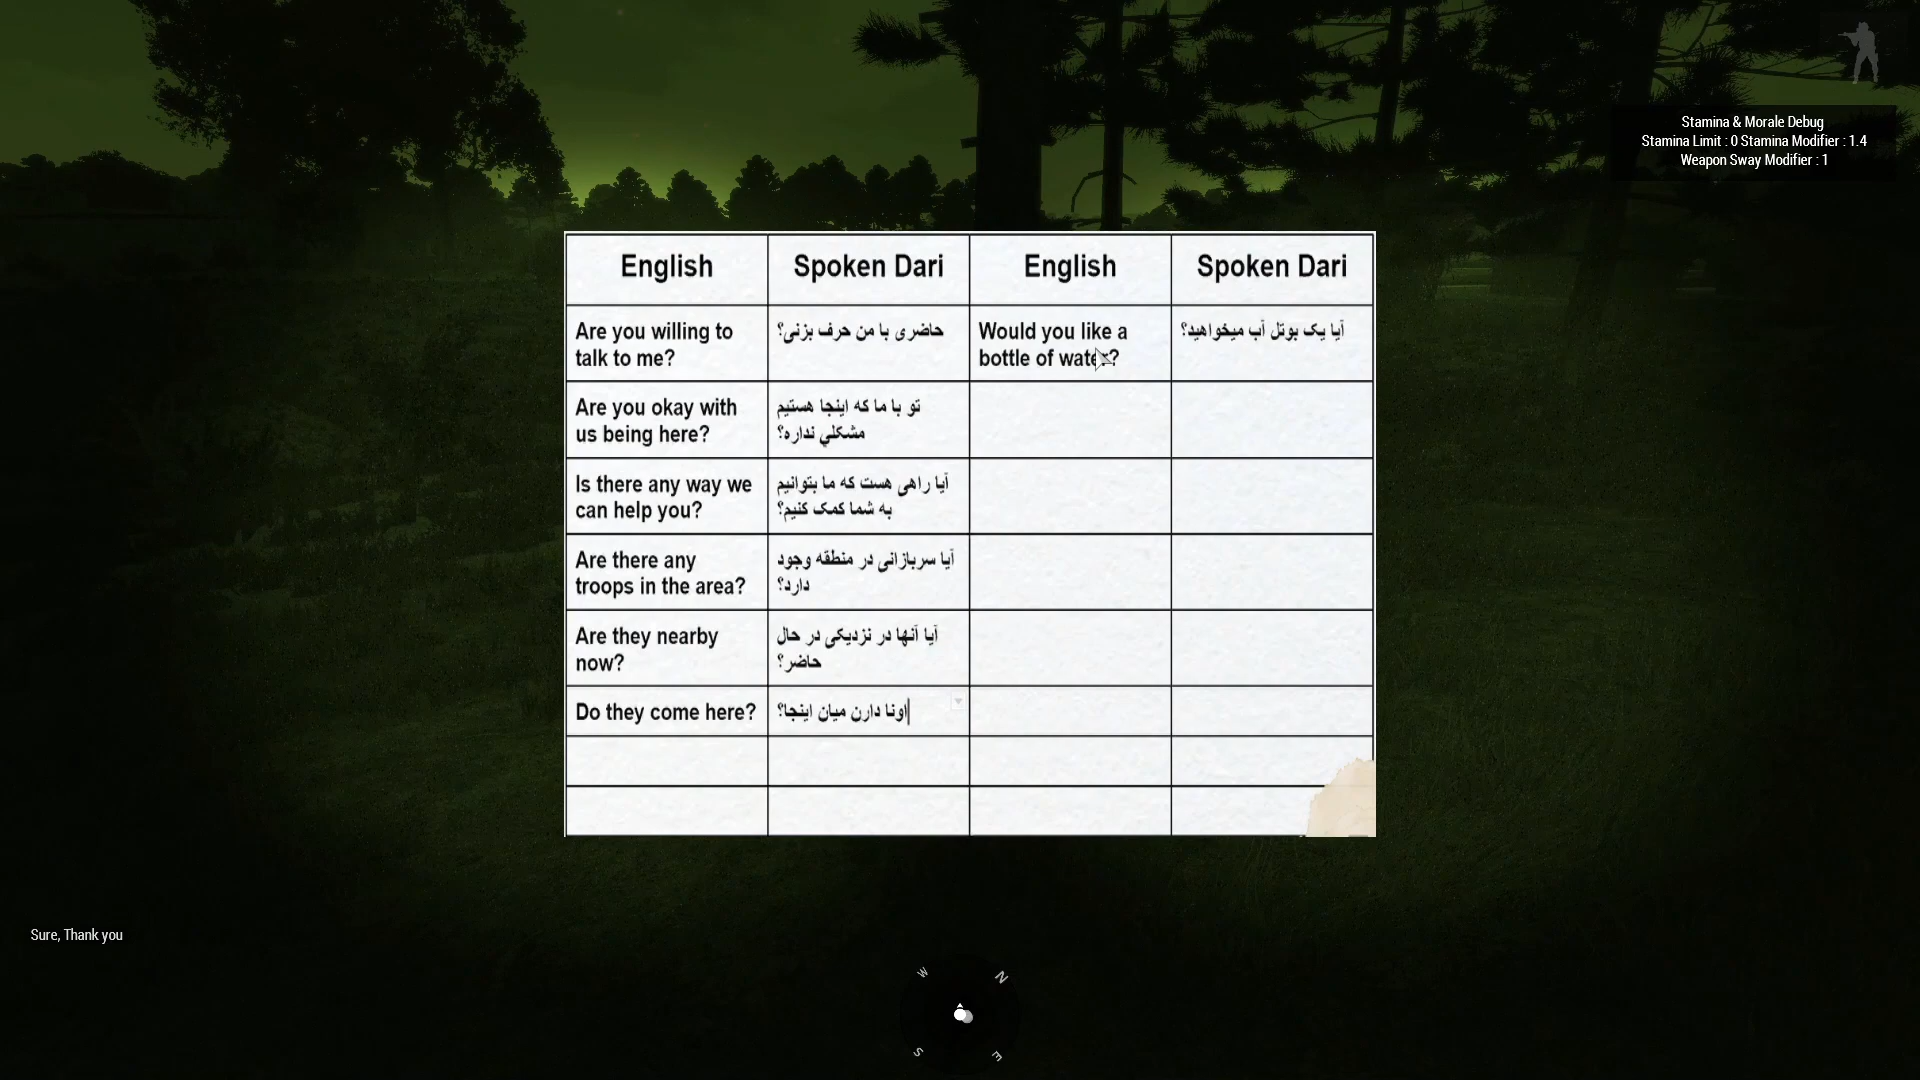 Stamina & Morale Debug
Stamina Limit : 0 Stamina Modifier : 1.4
Weapon Sway Modifier : 1
English
Spoken Dari
English
Spoken Dari
Are you willing to
talk to me?
حاضری با من حرف بزنی؟
Would you like a
bottle of water?
آیا یک بوتل آب میخواهید؟
Are you okay with
us being here?
تو با ما که اینجا هستیم
مشکلي نداره؟
Is there any way we
can help you?
آیا راهی هست که ما بتوانیم
به شما کمک کنیم؟
Are there any
troops in the area?
آیا سربازانی در منطقه وجود
دارد؟
Are they nearby
now?
آیا آنها در نزدیکی در حال
حاضر؟
Do they come here?
اونا دارن میان اینجا؟
Sure, Thank you
W
N
S
E